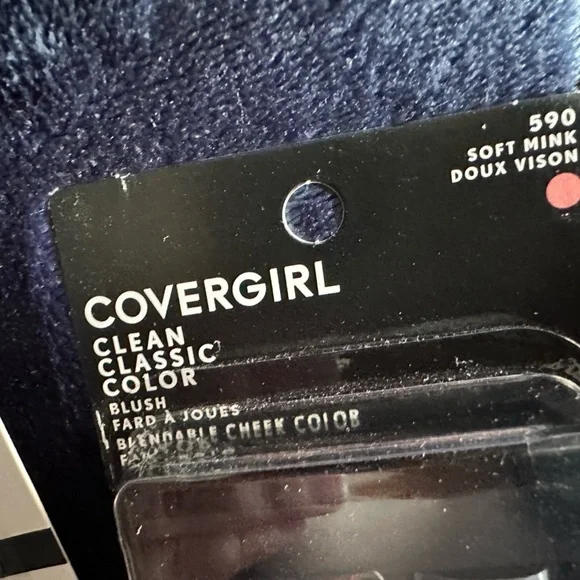 590
SOFT MINK
DOUX VISON
COVERGIRL
CLEAN
CLASSIC
COLOR
BLUSH
FARD À JOUES
BLENDABLE CHEEK COLOR